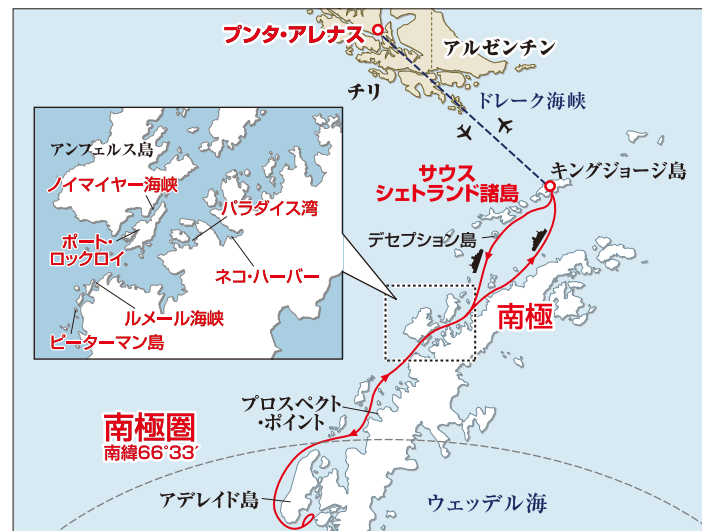 プンタ・アレナス
アルゼンチン
チリ
ドレーク海峡
キングジョージ島
サウス
シェトランド諸島
デセプション島
アンフェルス島
ノイマイヤー海峡
パラダイス湾
ポート・
ロックロイ
ネコ・ハーバー
ルメール海峡
ピーターマン島
南極
プロスペクト
・ポイント
南極圏
南緯66°33′
アデレイド島
ウェッデル海